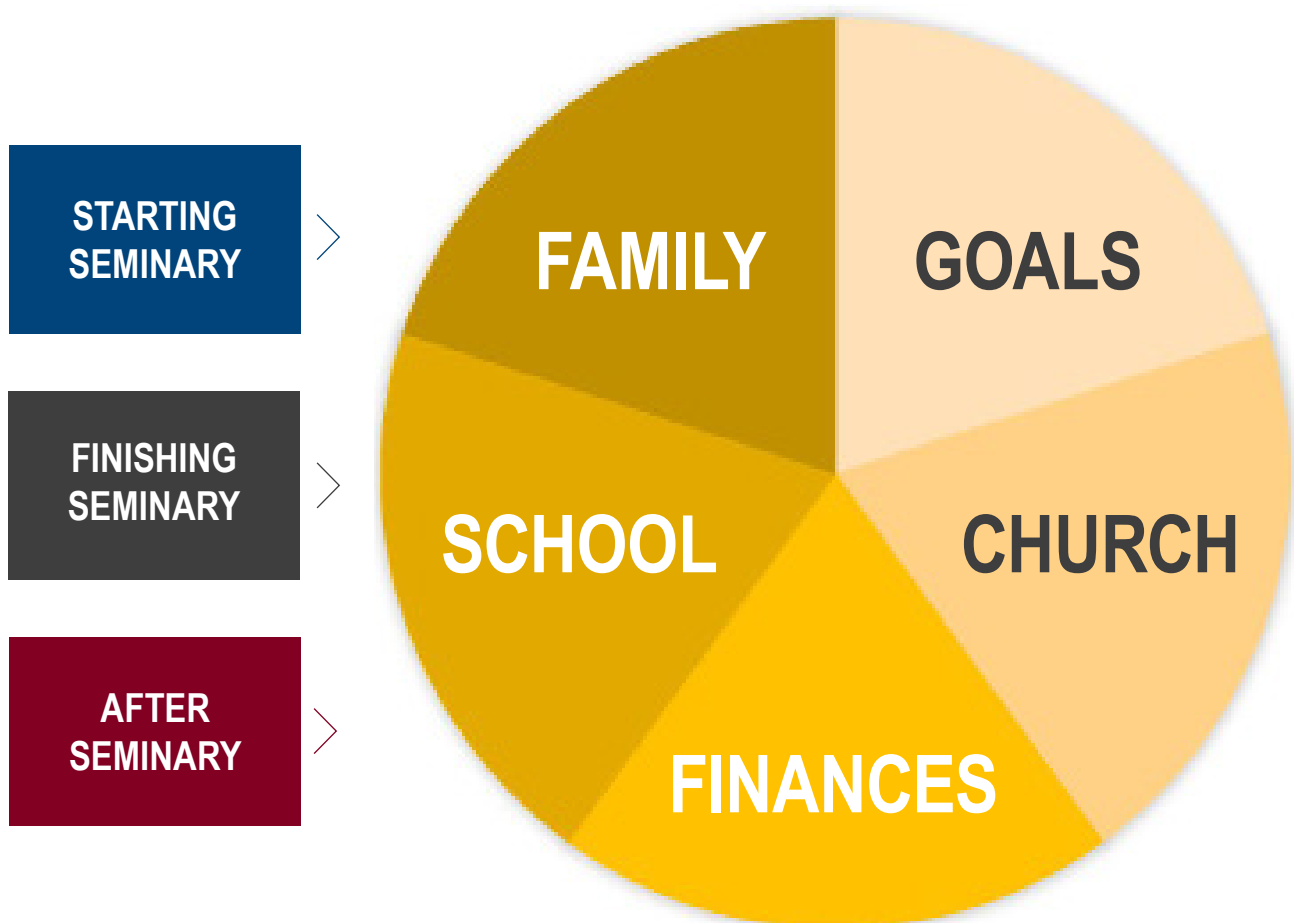 STARTING
SEMINARY
FINISHING
SEMINARY
AFTER
SEMINARY
FAMILY
GOALS
SCHOOL
CHURCH
FINANCES